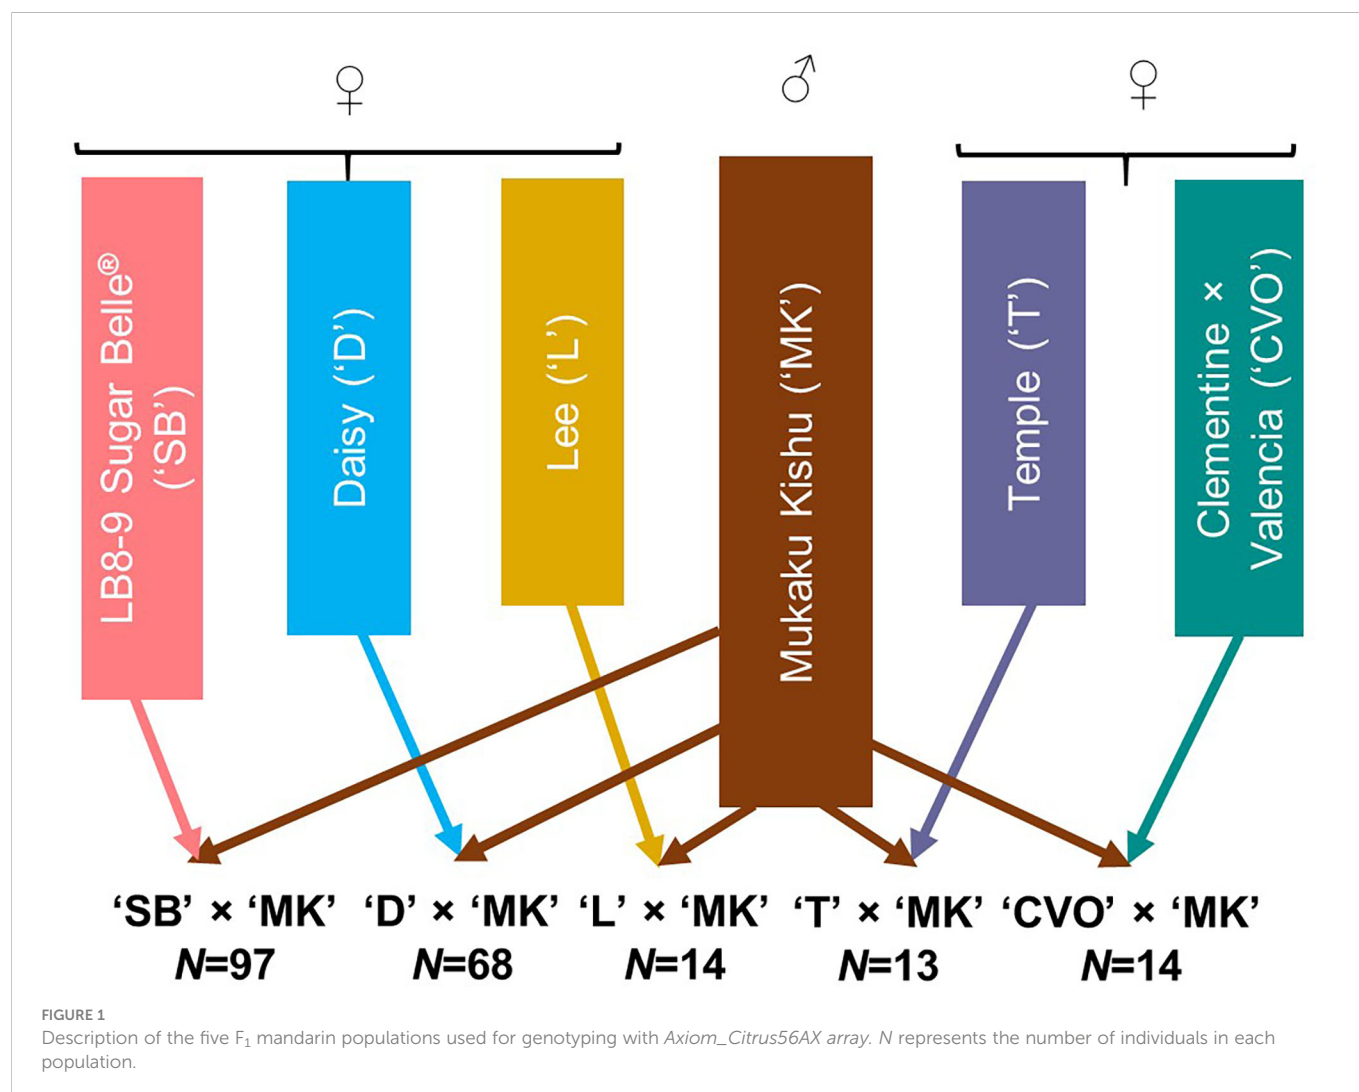 ♀ ♂ ♀
LB8-9 Sugar Belle®
(‘SB’)
Daisy (‘D’)
Lee (‘L’)
Mukaku Kishu (‘MK’)
Temple (‘T’)
Clementine ×
Valencia (‘CVO’)
‘SB’ × ‘MK’ ‘D’ × ‘MK’ ‘L’ × ‘MK’ ‘T’ × ‘MK’ ‘CVO’ × ‘MK’
N=97 N=68 N=14 N=13 N=14
FIGURE 1
Description of the five F₁ mandarin populations used for genotyping with Axiom_Citrus56AX array. N represents the number of individuals in each
population.